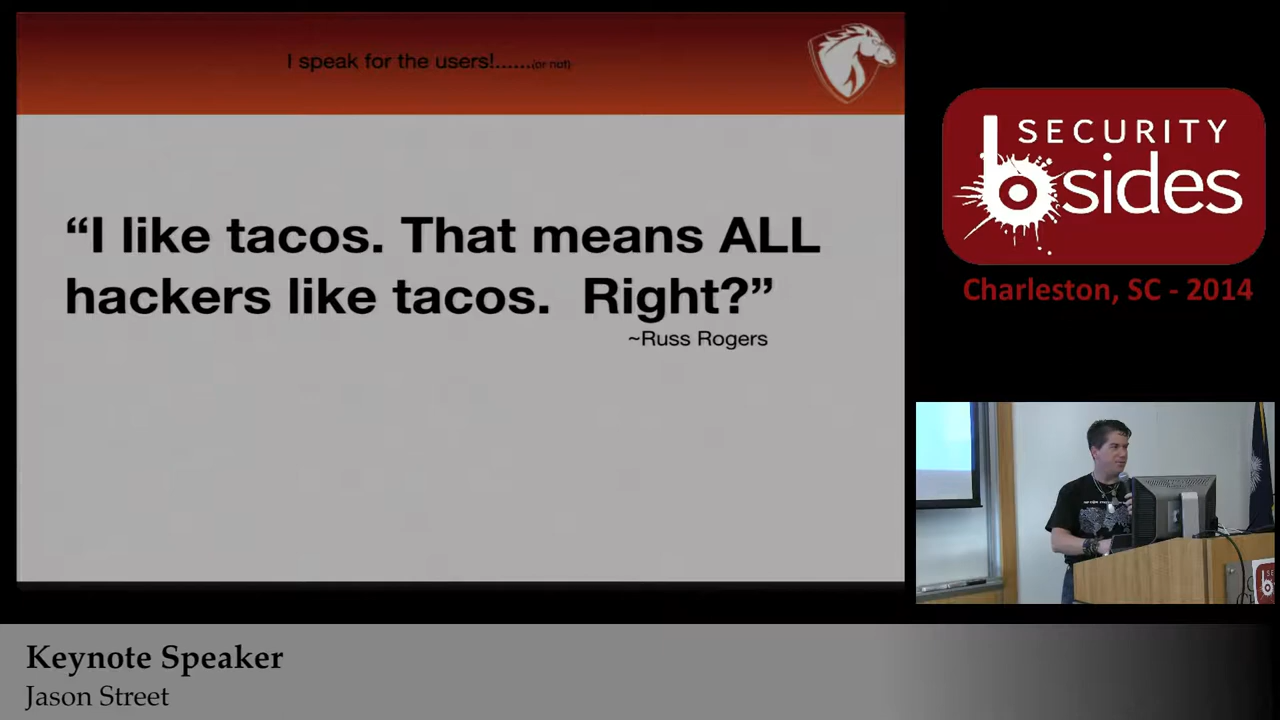 I speak for the users!......(or not)
“I like tacos. That means ALL
hackers like tacos.  Right?”
~Russ Rogers
SECURITY
bsides
Charleston, SC - 2014
Keynote Speaker
Jason Street